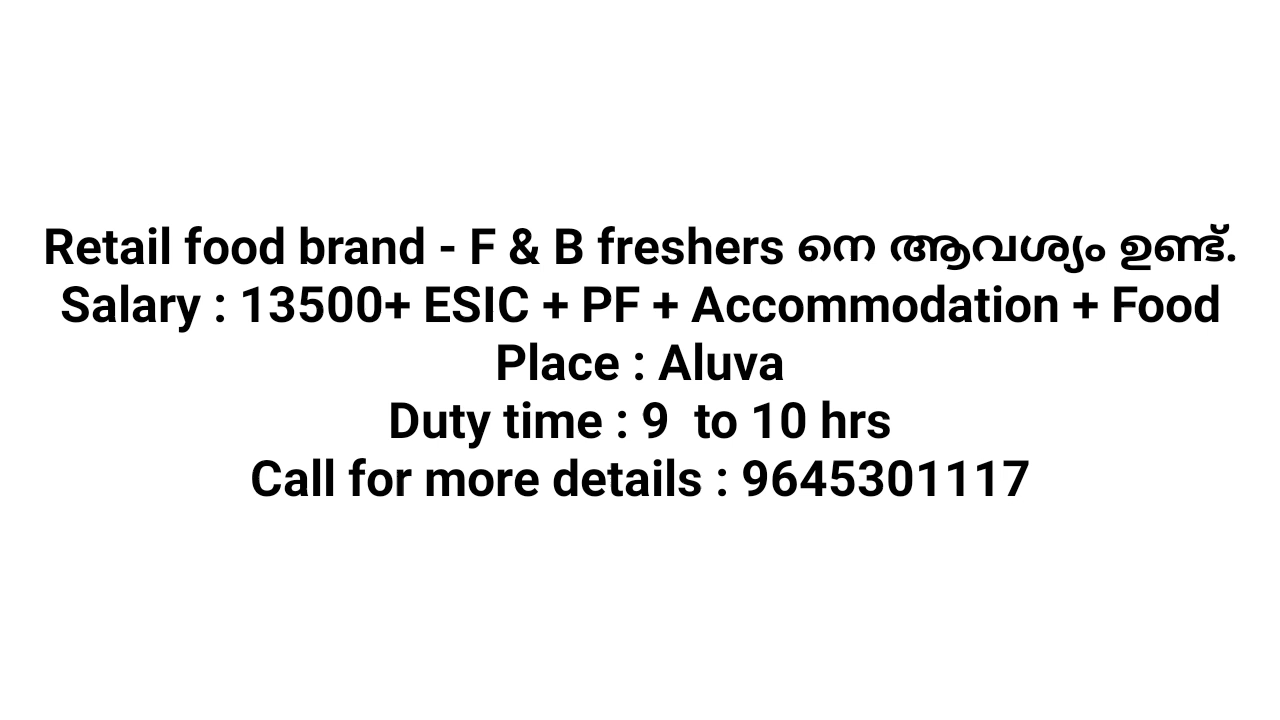 Retail food brand - F & B freshers നെ ആവശ്യം ഉണ്ട്.
Salary : 13500+ ESIC + PF + Accommodation + Food
Place : Aluva
Duty time : 9  to 10 hrs
Call for more details : 9645301117